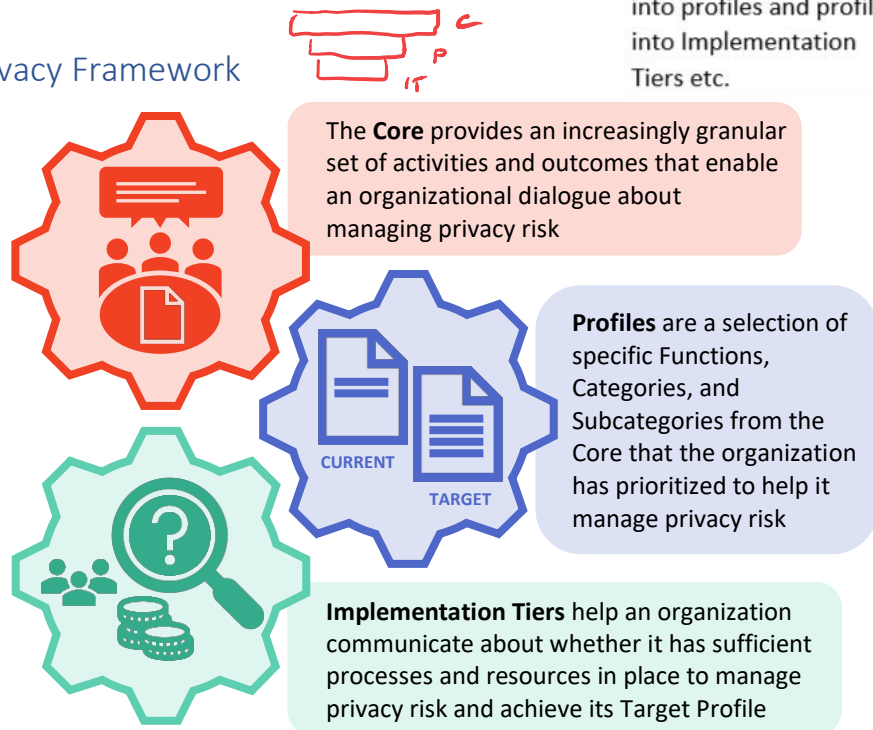 into profiles and profil
into Implementation
Tiers etc.
C
P
IT
vacy Framework
The Core provides an increasingly granular
set of activities and outcomes that enable
an organizational dialogue about
managing privacy risk
CURRENT
TARGET
Profiles are a selection of
specific Functions,
Categories, and
Subcategories from the
Core that the organization
has prioritized to help it
manage privacy risk
Implementation Tiers help an organization
communicate about whether it has sufficient
processes and resources in place to manage
privacy risk and achieve its Target Profile